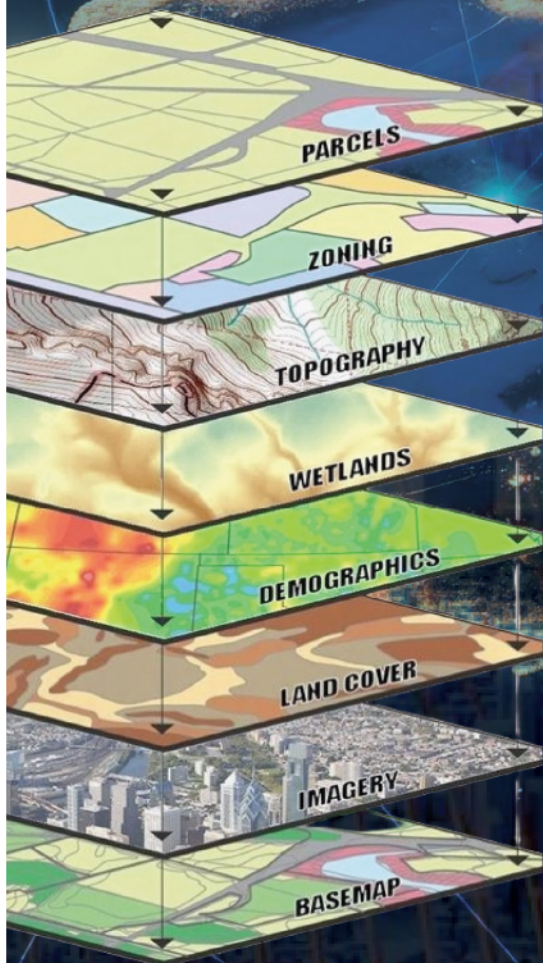 PARCELS
ZONING
TOPOGRAPHY
WETLANDS
DEMOGRAPHICS
LAND COVER
IMAGERY
BASEMAP